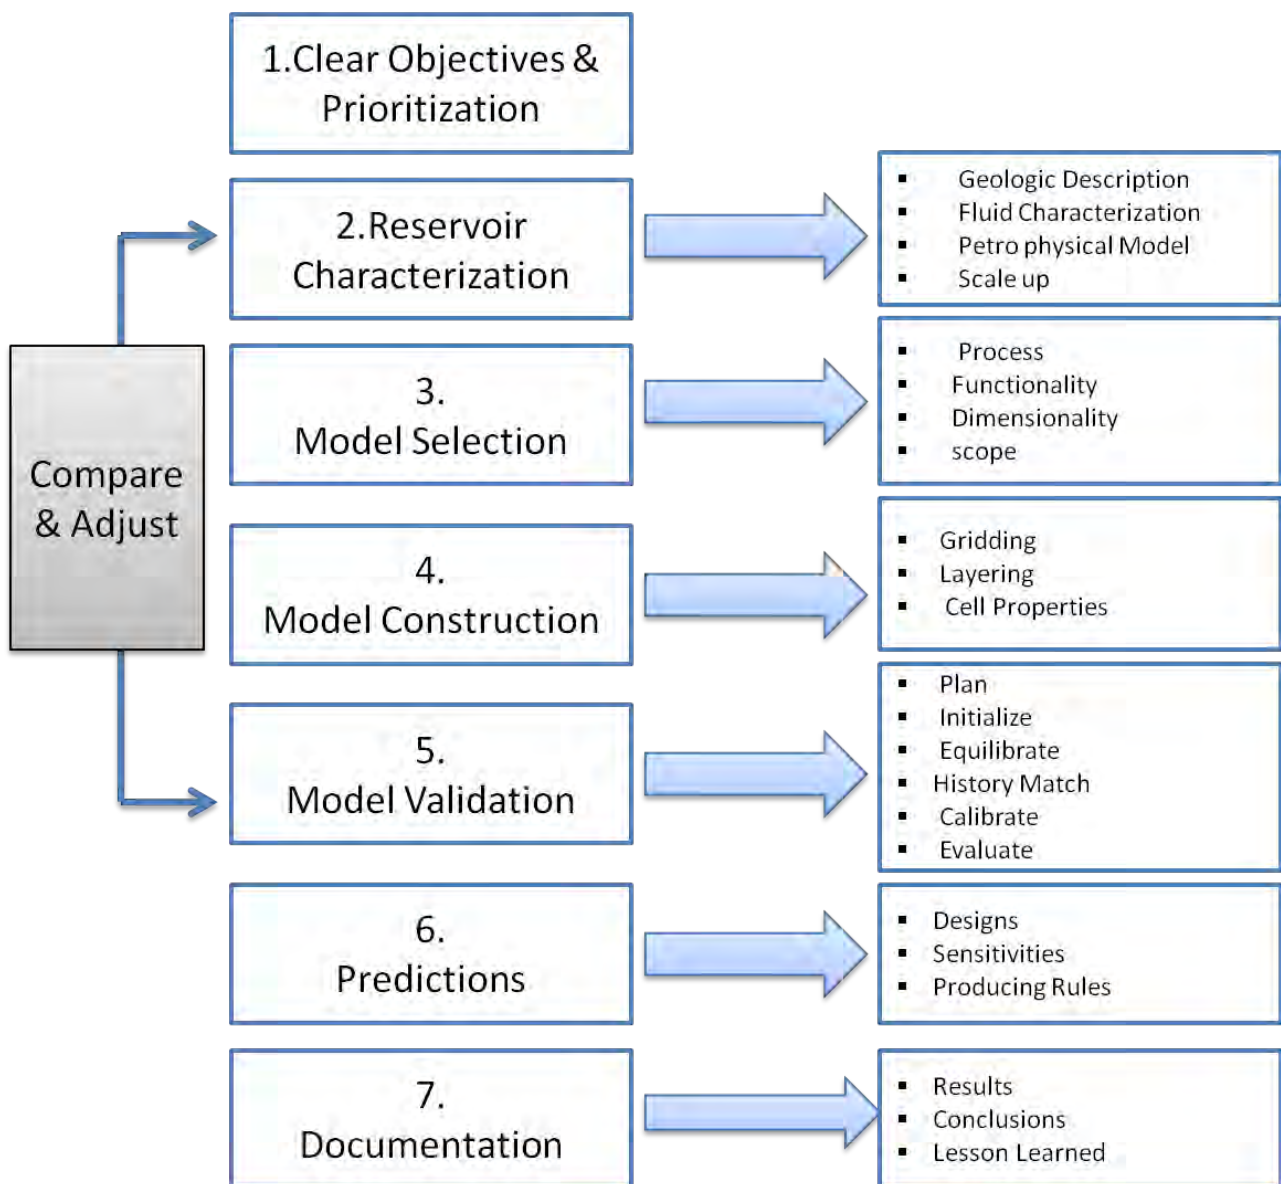 1.Clear Objectives &
Prioritization
2.Reservoir
Characterization
▪ Geologic Description
▪ Fluid Characterization
▪ Petro physical Model
▪ Scale up
3.
Model Selection
▪ Process
▪ Functionality
▪ Dimensionality
▪ scope
Compare
& Adjust
4.
Model Construction
▪ Gridding
▪ Layering
▪ Cell Properties
5.
Model Validation
▪ Plan
▪ Initialize
▪ Equilibrate
▪ History Match
▪ Calibrate
▪ Evaluate
6.
Predictions
▪ Designs
▪ Sensitivities
▪ Producing Rules
7.
Documentation
▪ Results
▪ Conclusions
▪ Lesson Learned